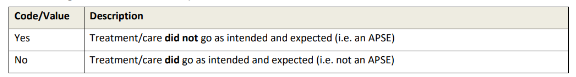 Code/Value Description
Yes Treatment/care did not go as intended and expected (i.e. an APSE)
No Treatment/care did go as intended and expected (i.e. not an APSE)